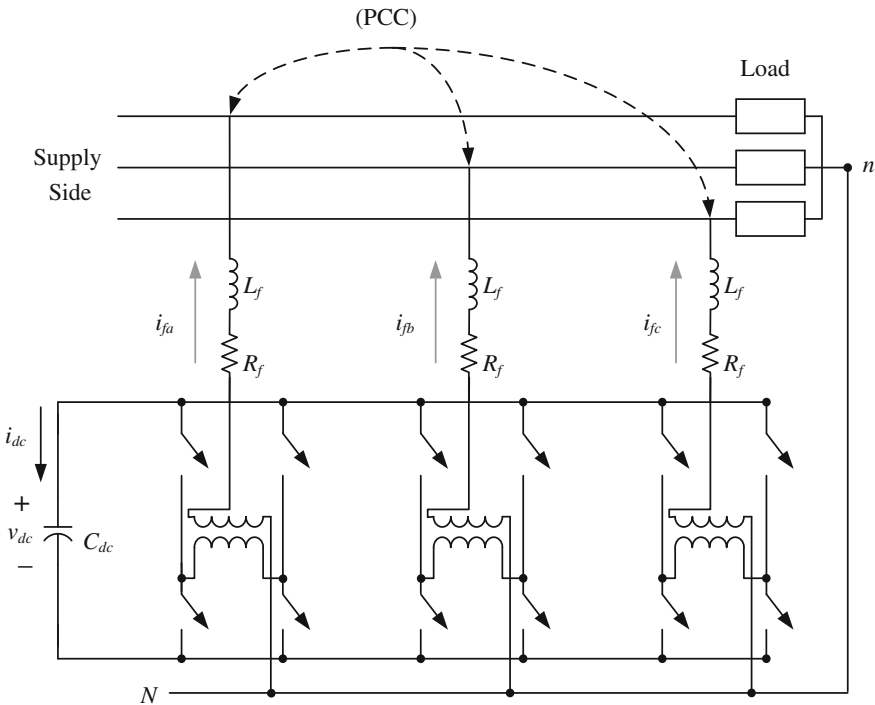 (PCC)
Load
Supply
Side
n
L_f
L_f
L_f
i_fa
i_fb
i_fc
R_f
R_f
R_f
i_dc
+
v_dc
C_dc
−
N